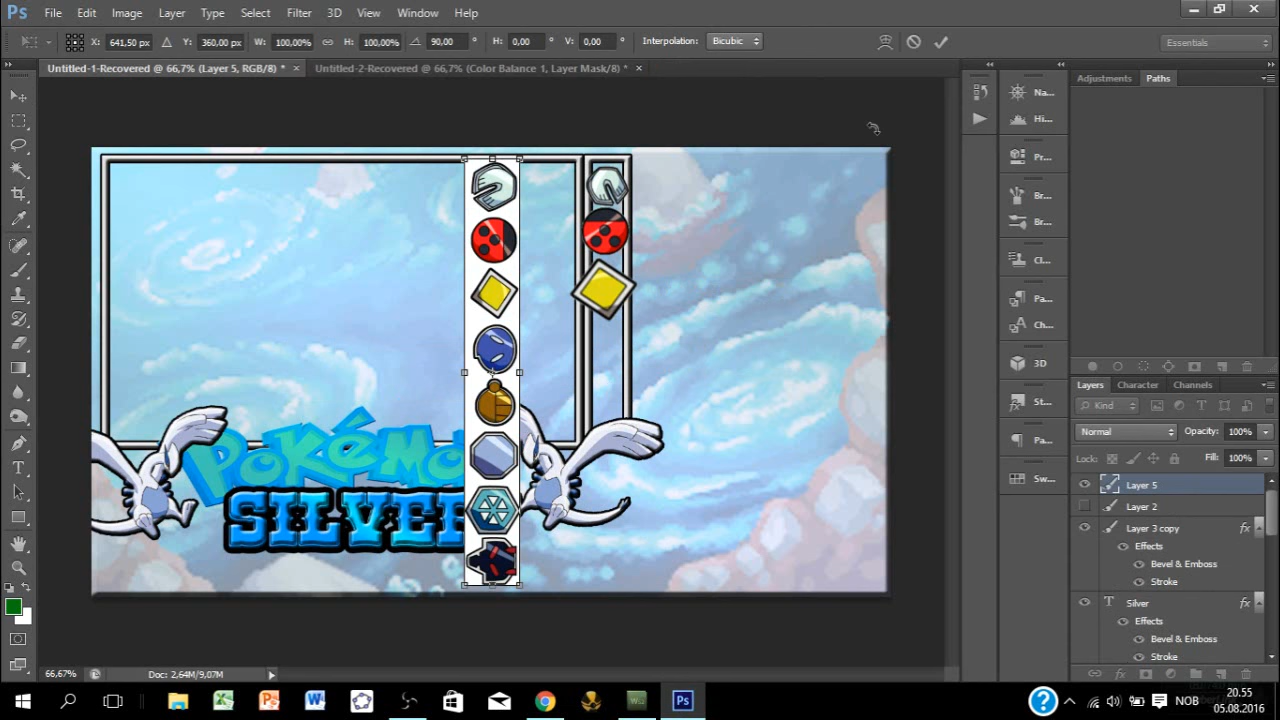 Ps File Edit Image Layer Type Select Filter 3D View Window Help
X: 641,50 px Y: 360,00 px W: 100,00% H: 100,00% 90,00 ° H: 0,00 ° V: 0,00 ° Interpolation: Bicubic Essentials
Untitled-1-Recovered @ 66,7% (Layer 5, RGB/8) * × Untitled-2-Recovered @ 66,7% (Color Balance 1, Layer Mask/8) * ×
Adjustments Paths
Na...
Hi...
Pr...
Br...
Br...
Cl...
Pa...
Ch...
3D
St...
Pa...
Sw...
Layers Character Channels
Kind
Normal Opacity: 100%
Lock: Fill: 100%
Layer 5
Layer 2
Layer 3 copy fx
Effects
Bevel & Emboss
Stroke
T Silver fx
Effects
Bevel & Emboss
Stroke
Pokémo
SILVER
66,67% Doc: 2,64M/9,07M
NOB 20.55
05.08.2016